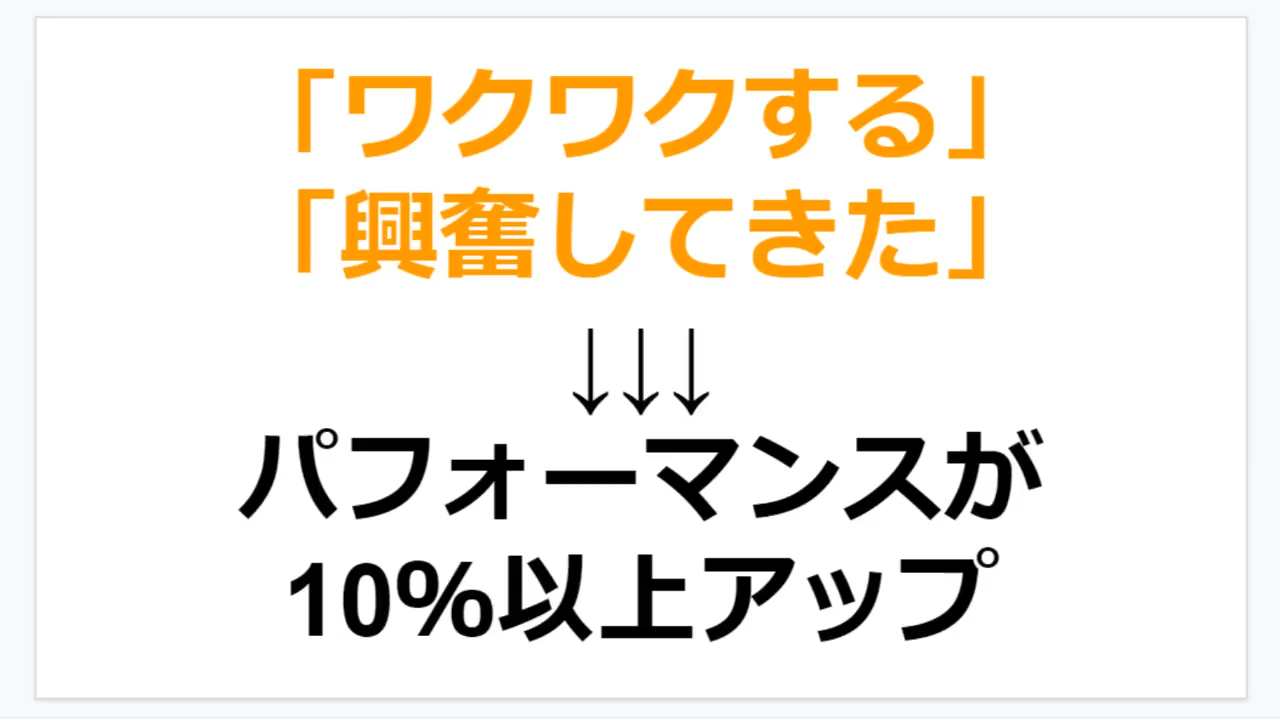 「ワクワクする」
「興奮してきた」
↓↓↓
パフォーマンスが
10%以上アップ